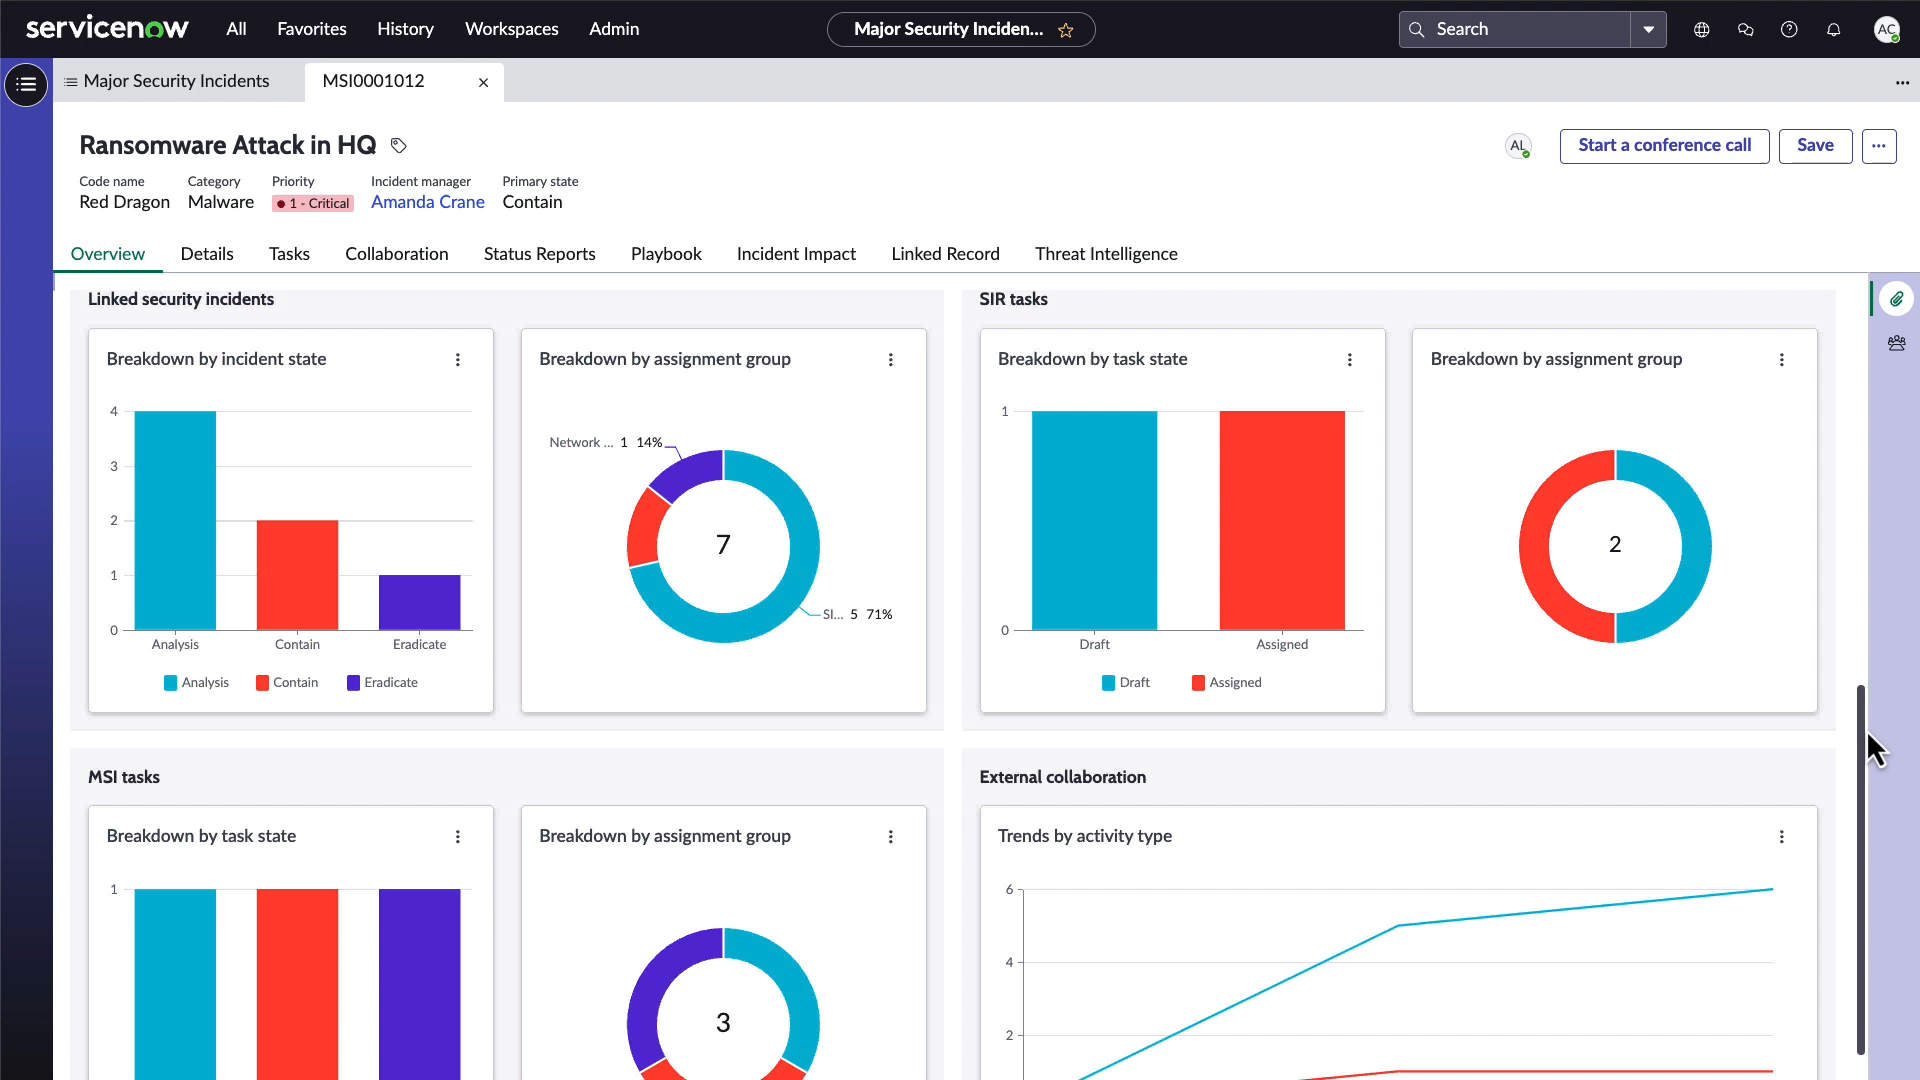 servicenow All Favorites History Workspaces Admin Major Security Inciden... Search AC
Major Security Incidents MSI0001012
Ransomware Attack in HQ
AL Start a conference call Save
Code name Category Priority Incident manager Primary state
Red Dragon Malware 1 - Critical Amanda Crane Contain
Overview Details Tasks Collaboration Status Reports Playbook Incident Impact Linked Record Threat Intelligence
Linked security incidents
Breakdown by incident state
4
3
2
1
0
Analysis Contain Eradicate
Analysis Contain Eradicate
Breakdown by assignment group
Network ... 1 14%
7
SI... 5 71%
SIR tasks
Breakdown by task state
1
0
Draft Assigned
Draft Assigned
Breakdown by assignment group
2
MSI tasks
Breakdown by task state
1
Breakdown by assignment group
3
External collaboration
Trends by activity type
6
4
2